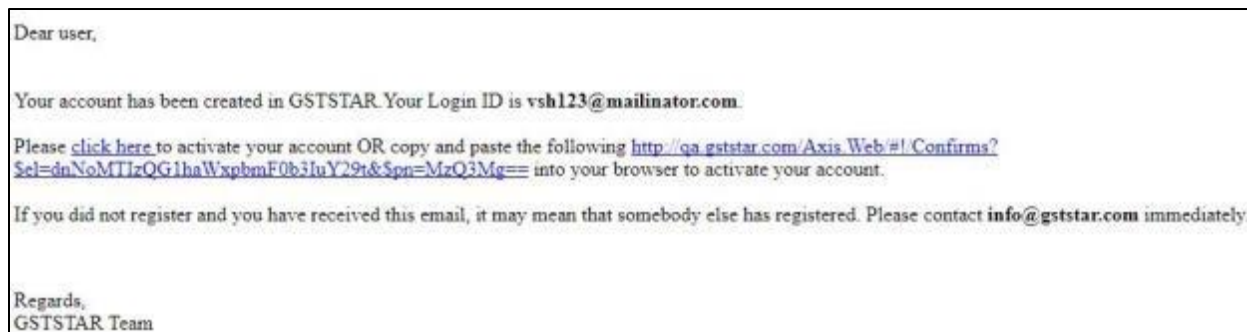 Dear user,
Your account has been created in GSTSTAR.Your Login ID is vsh123@mailinator.com.
Please click here to activate your account OR copy and paste the following http://qa.gststar.com/Axis.Web/#!/Confirms?
$el=dnNoMTIzQG1haWxpbmF0b3IuY29t&$pn=MzQ3Mg== into your browser to activate your account.
If you did not register and you have received this email, it may mean that somebody else has registered. Please contact info@gststar.com immediately
Regards,
GSTSTAR Team